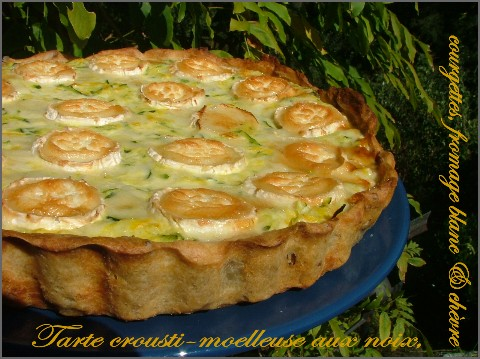 Tarte crousti-moelleuse aux noix,
courgettes, fromage blanc & chèvre